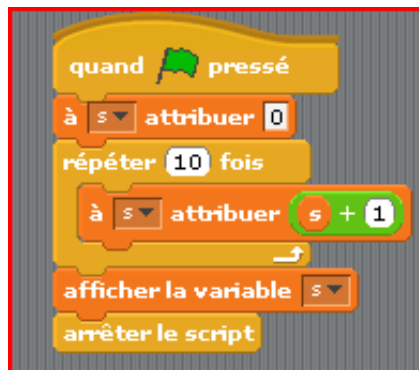 quand pressé
à s attribuer 0
répéter 10 fois
à s attribuer s + 1
afficher la variable s
arrêter le script